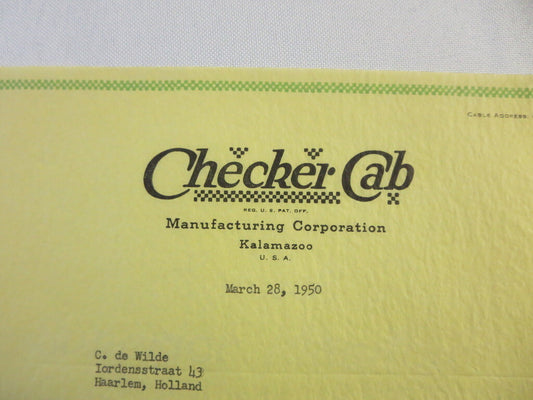 CABLE ADDRESS:
Checker Cab
REG. U. S. PAT. OFF.
Manufacturing Corporation
Kalamazoo
U. S. A.
March 28, 1950
C. de Wilde
Iordensstraat 43
Haarlem, Holland